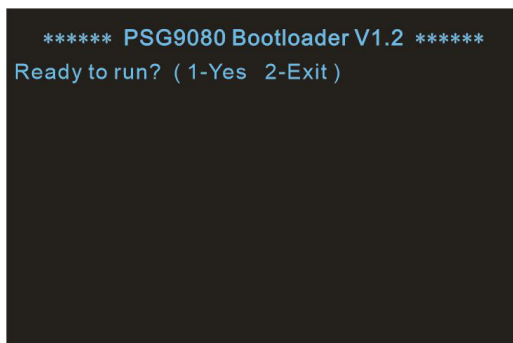 ****** PSG9080 Bootloader V1.2 ******
Ready to run? ( 1-Yes 2-Exit )